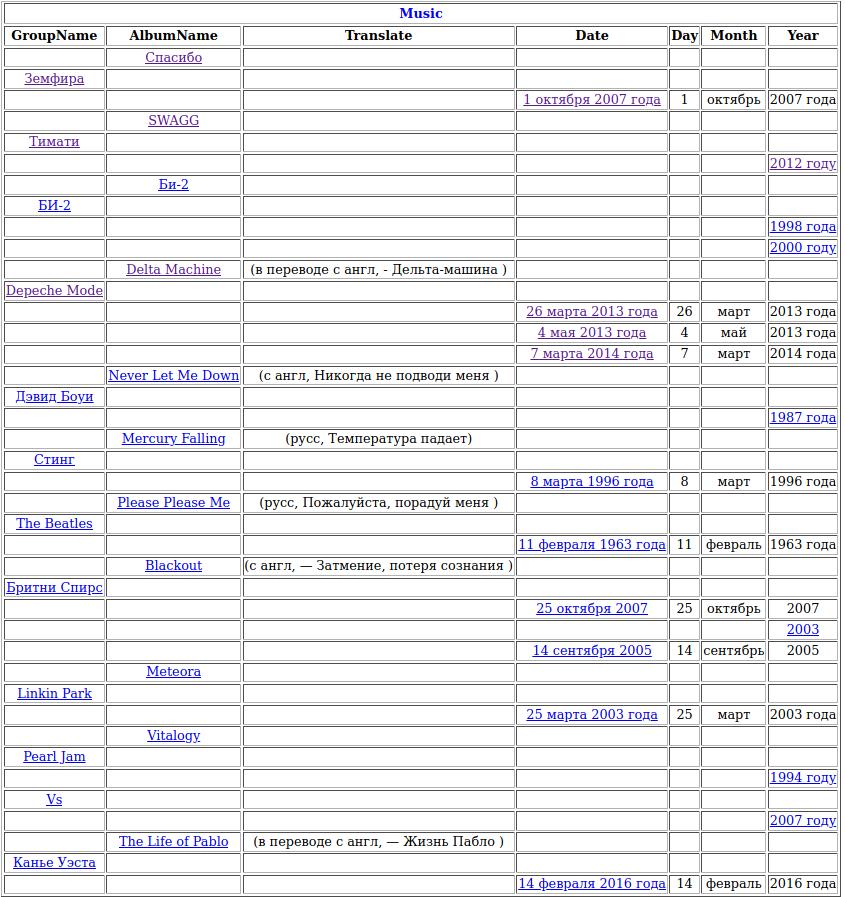 Music
GroupName AlbumName Translate Date Day Month Year
Спасибо
Земфира
1 октября 2007 года 1 октябрь 2007 года
SWAGG
Тимати
2012 году
Би-2
БИ-2
1998 года
2000 году
Delta Machine (в переводе с англ, - Дельта-машина )
Depeche Mode
26 марта 2013 года 26 март 2013 года
4 мая 2013 года 4 май 2013 года
7 марта 2014 года 7 март 2014 года
Never Let Me Down (с англ, Никогда не подводи меня )
Дэвид Боуи
1987 года
Mercury Falling (русс, Температура падает)
Стинг
8 марта 1996 года 8 март 1996 года
Please Please Me (русс, Пожалуйста, порадуй меня )
The Beatles
11 февраля 1963 года 11 февраль 1963 года
Blackout (с англ, — Затмение, потеря сознания )
Бритни Спирс
25 октября 2007 25 октябрь 2007
2003
14 сентября 2005 14 сентябрь 2005
Meteora
Linkin Park
25 марта 2003 года 25 март 2003 года
Vitalogy
Pearl Jam
1994 году
Vs
2007 году
The Life of Pablo (в переводе с англ, — Жизнь Пабло )
Канье Уэста
14 февраля 2016 года 14 февраль 2016 года